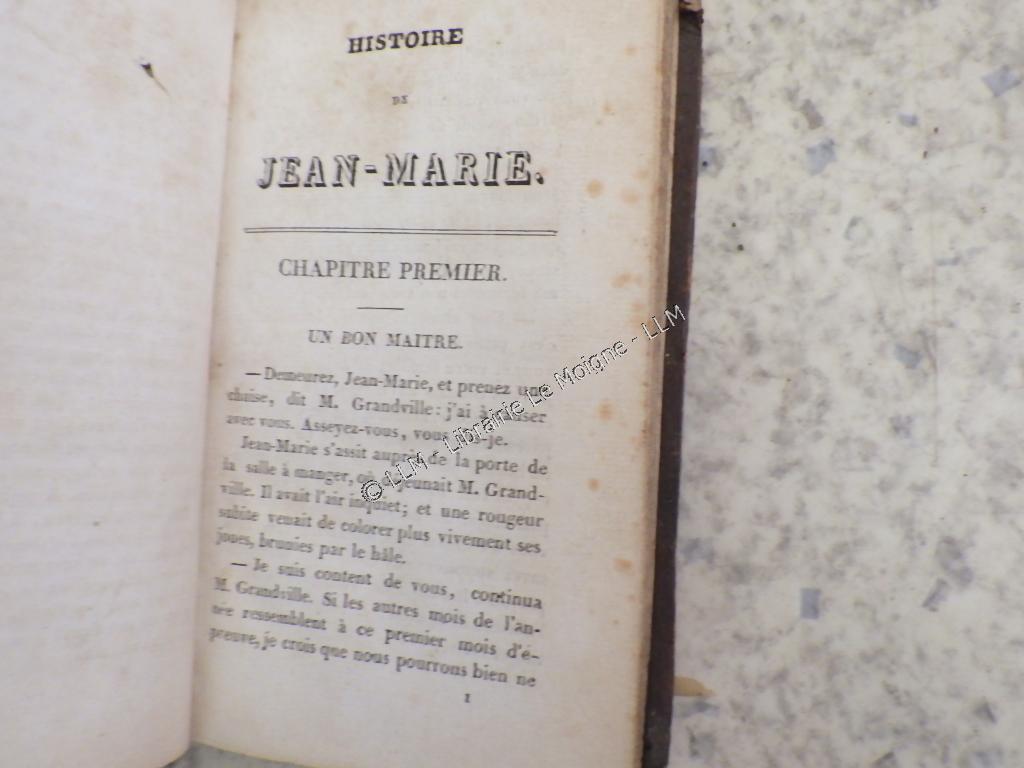 HISTOIRE
DE
JEAN-MARIE.
CHAPITRE PREMIER.
UN BON MAITRE.
— Demeurez, Jean-Marie, et prenez une
chaise, dit M. Grandville : j'ai à
avec vous. Asseyez-vous, vous -je.
Jean-Marie s'assit auprès de la porte de
la salle à manger, où jeunait M. Grand-
ville. Il avait l'air inquiet; et une rougeur
subite venait de colorer plus vivement ses
joues, brunies par le hâle.
— Je suis content de vous, continua
M. Grandville. Si les autres mois de l'an-
née ressemblent à ce premier mois d'é-
preuve, je crois que nous pourrons bien ne
1
© LLM - Librairie Le Moigne - LLM